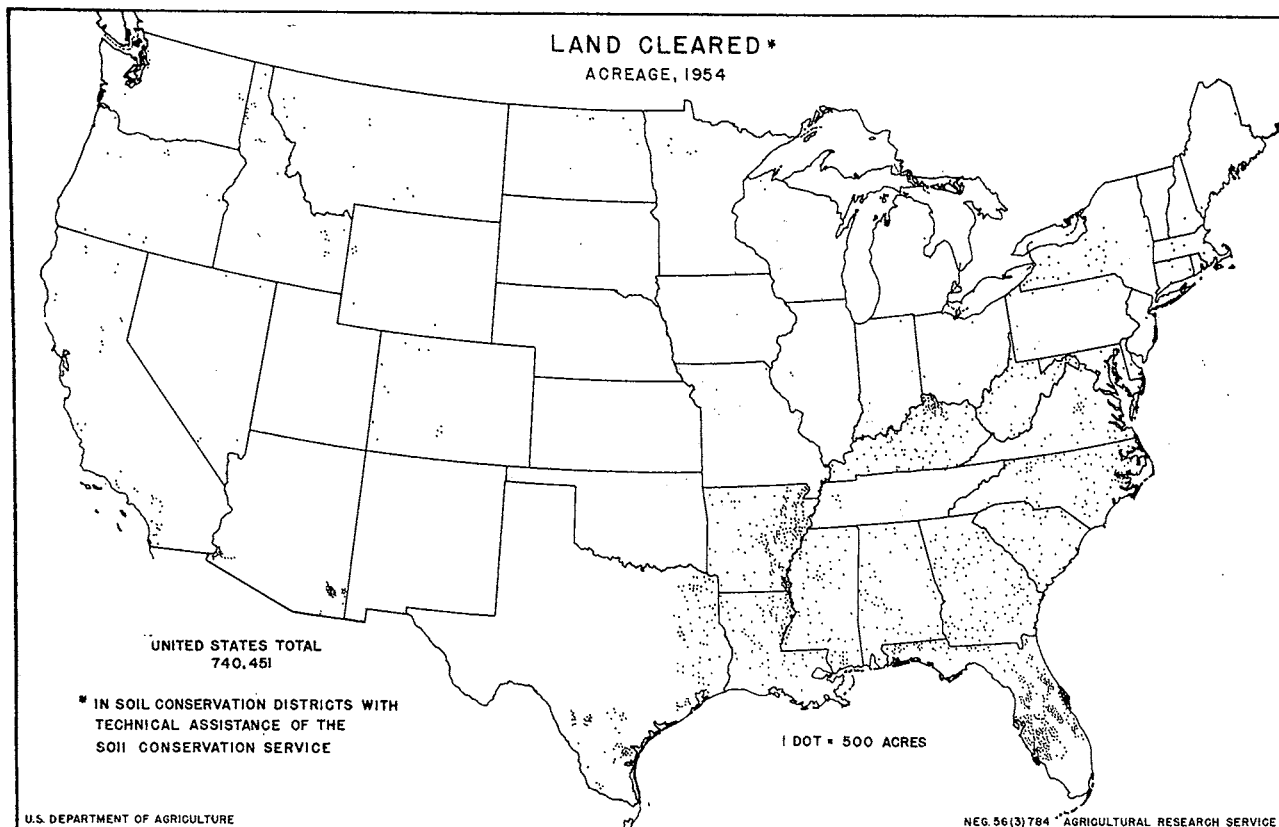 LAND CLEARED*
ACREAGE, 1954
UNITED STATES TOTAL
740,451
* IN SOIL CONSERVATION DISTRICTS WITH
TECHNICAL ASSISTANCE OF THE
SOIl CONSERVATION SERVICE
1 DOT = 500 ACRES
U.S. DEPARTMENT OF AGRICULTURE
NEG. 56(3)784 AGRICULTURAL RESEARCH SERVICE